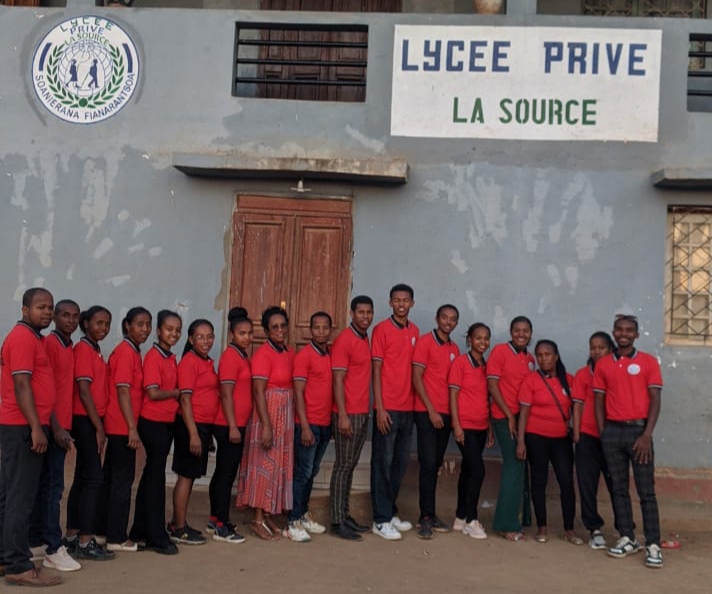 LYCEE
PRIVE
LA SOURCE
SOANIERANA FIANARANTSOA
LYCEE PRIVE
LA SOURCE